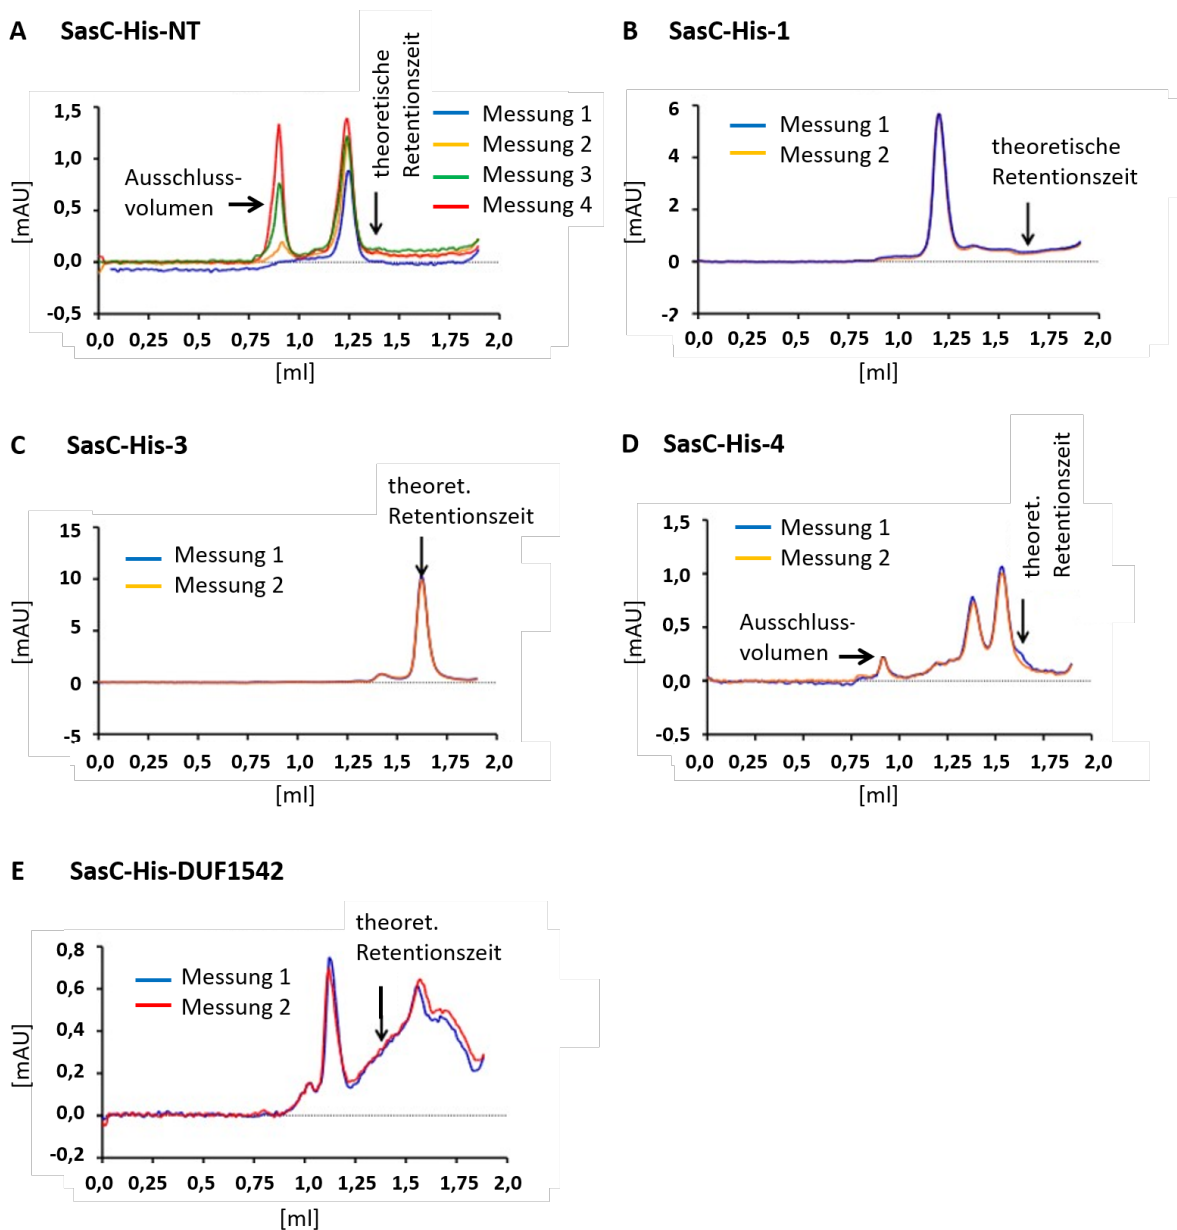 A SasC-His-NT
theoretische
Retentionszeit
Messung 1
Messung 2
Messung 3
Messung 4
Ausschluss-
volumen
[mAU]
1,5
1,0
0,5
0,0
-0,5
0,0 0,25 0,5 0,75 1,0 1,25 1,5 1,75 2,0
[ml]
B SasC-His-1
Messung 1
Messung 2
theoretische
Retentionszeit
[mAU]
6
4
2
0
-2
0,0 0,25 0,5 0,75 1,0 1,25 1,5 1,75 2,0
[ml]
C SasC-His-3
theoret.
Retentionszeit
Messung 1
Messung 2
[mAU]
15
10
5
0
-5
0,0 0,25 0,5 0,75 1,0 1,25 1,5 1,75 2,0
[ml]
D SasC-His-4
theoret.
Retentionszeit
Messung 1
Messung 2
Ausschluss-
volumen
[mAU]
1,5
1,0
0,5
0,0
-0,5
0,0 0,25 0,5 0,75 1,0 1,25 1,5 1,75 2,0
[ml]
E SasC-His-DUF1542
theoret.
Retentionszeit
Messung 1
Messung 2
[mAU]
0,8
0,6
0,4
0,2
0,0
-0,2
0,0 0,25 0,5 0,75 1,0 1,25 1,5 1,75 2,0
[ml]